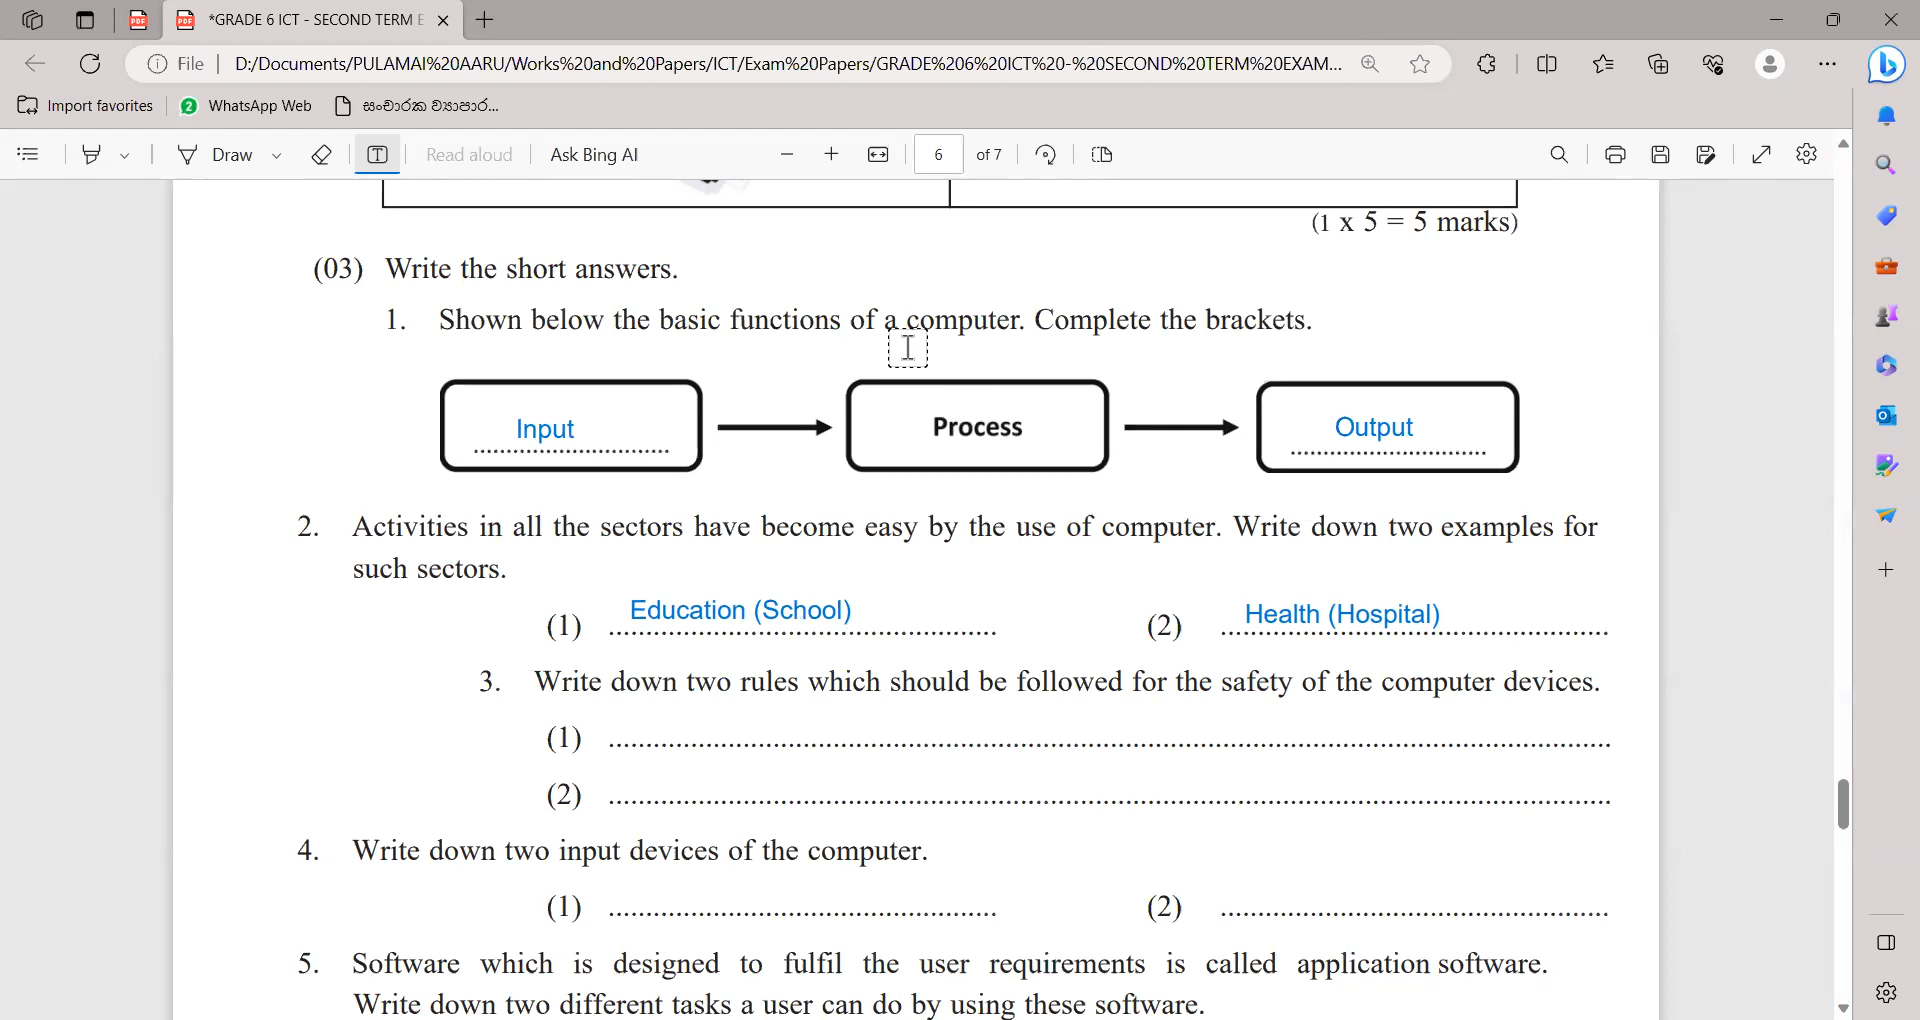 *GRADE 6 ICT - SECOND TERM E
File
D:/Documents/PULAMAI%20AARU/Works%20and%20Papers/ICT/Exam%20Papers/GRADE%206%20ICT%20-%20SECOND%20TERM%20EXAM...
Import favorites
2 WhatsApp Web
සංචාරක ව්‍යාපාර...
Draw
Read aloud
Ask Bing AI
6 of 7
(1 x 5 = 5 marks)
(03) Write the short answers.
1. Shown below the basic functions of a computer. Complete the brackets.
Input
Process
Output
2. Activities in all the sectors have become easy by the use of computer. Write down two examples for
such sectors.
(1) Education (School)
(2) Health (Hospital)
3. Write down two rules which should be followed for the safety of the computer devices.
(1) ........................................................
(2) ........................................................
4. Write down two input devices of the computer.
(1) ........................................
(2) ........................................
5. Software which is designed to fulfil the user requirements is called application software.
Write down two different tasks a user can do by using these software.